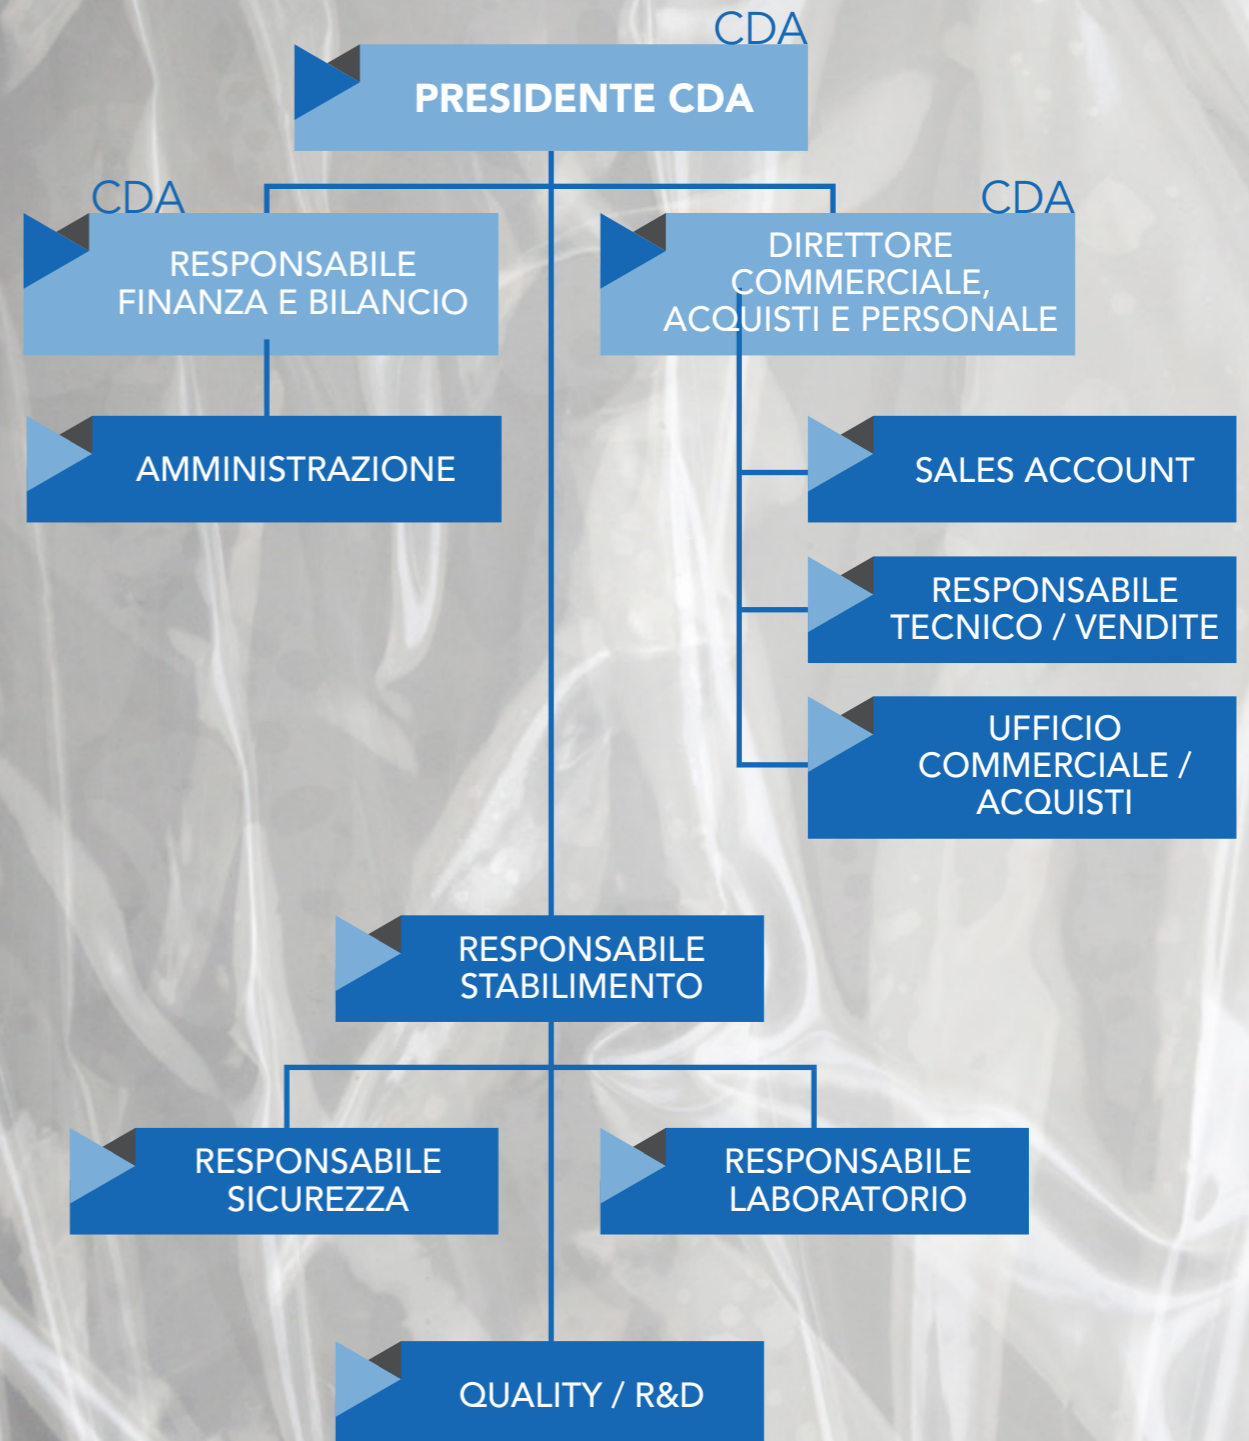 CDA
PRESIDENTE CDA
CDA
RESPONSABILE
FINANZA E BILANCIO
CDA
DIRETTORE
COMMERCIALE,
ACQUISTI E PERSONALE
AMMINISTRAZIONE
SALES ACCOUNT
RESPONSABILE
TECNICO / VENDITE
UFFICIO
COMMERCIALE /
ACQUISTI
RESPONSABILE
STABILIMENTO
RESPONSABILE
SICUREZZA
RESPONSABILE
LABORATORIO
QUALITY / R&D